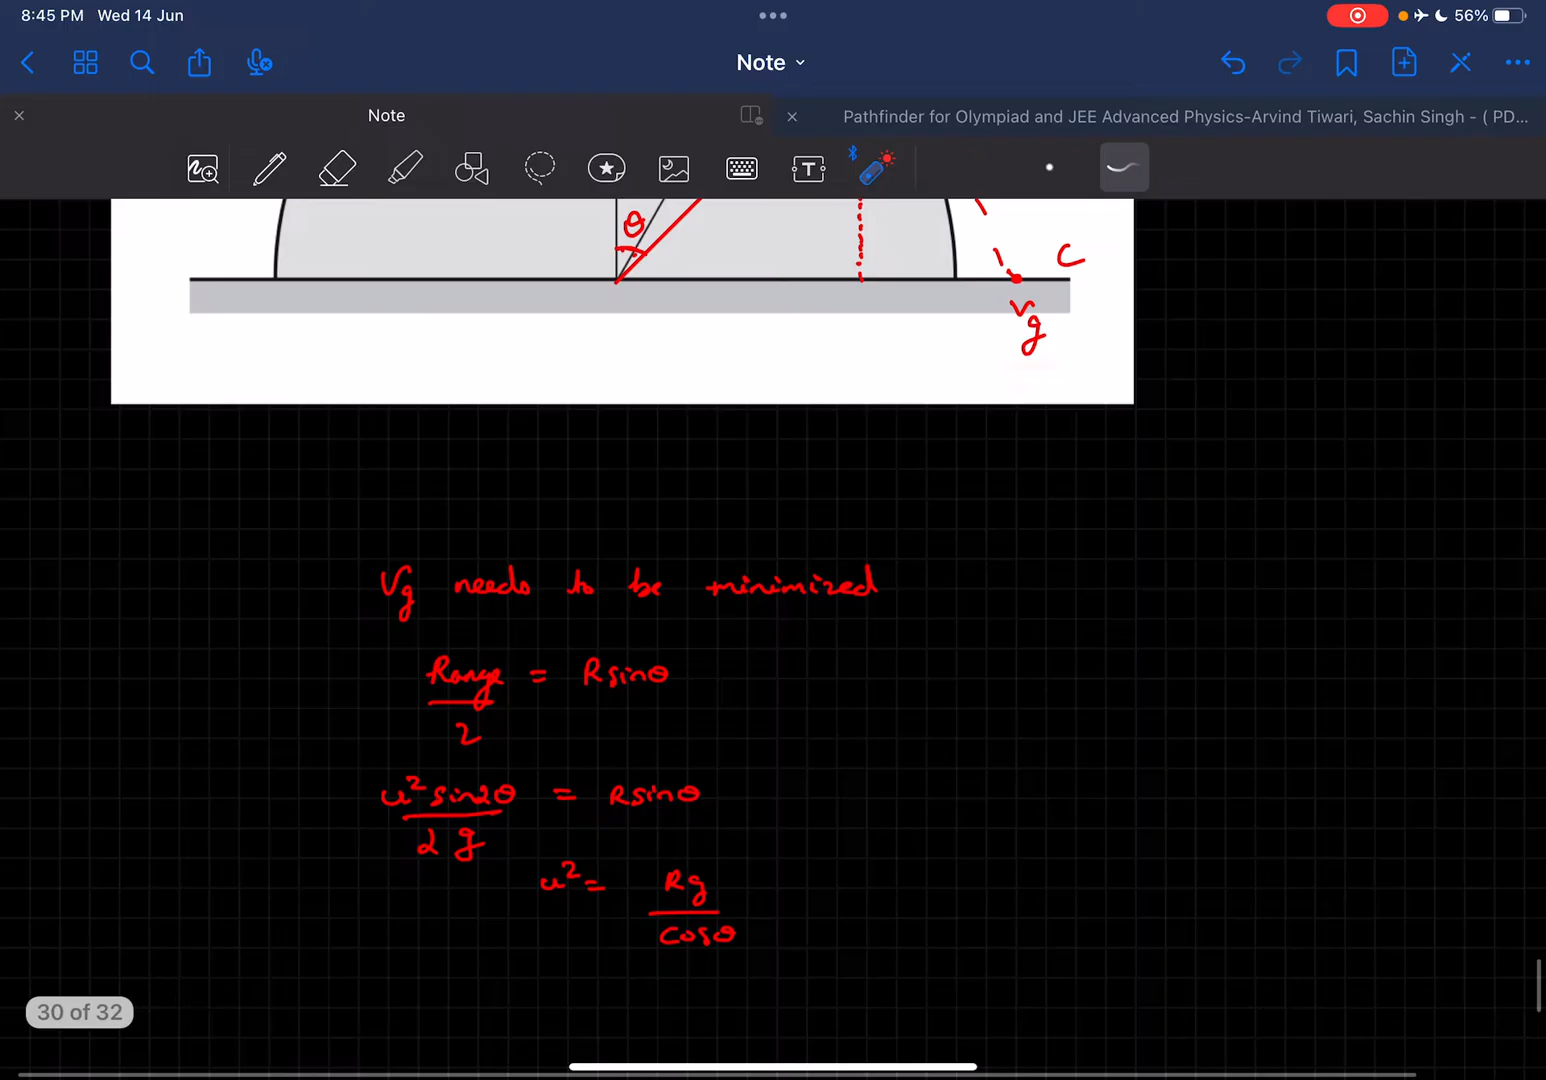 8:45 PM Wed 14 Jun
56%
Note
Note
Pathfinder for Olympiad and JEE Advanced Physics-Arvind Tiwari, Sachin Singh - ( PD...
T
θ
C
Vg
Vg needs to be minimized
Range/2 = Rsinθ
u²sin2θ/2g = Rsinθ
u² = Rg/cosθ
30 of 32